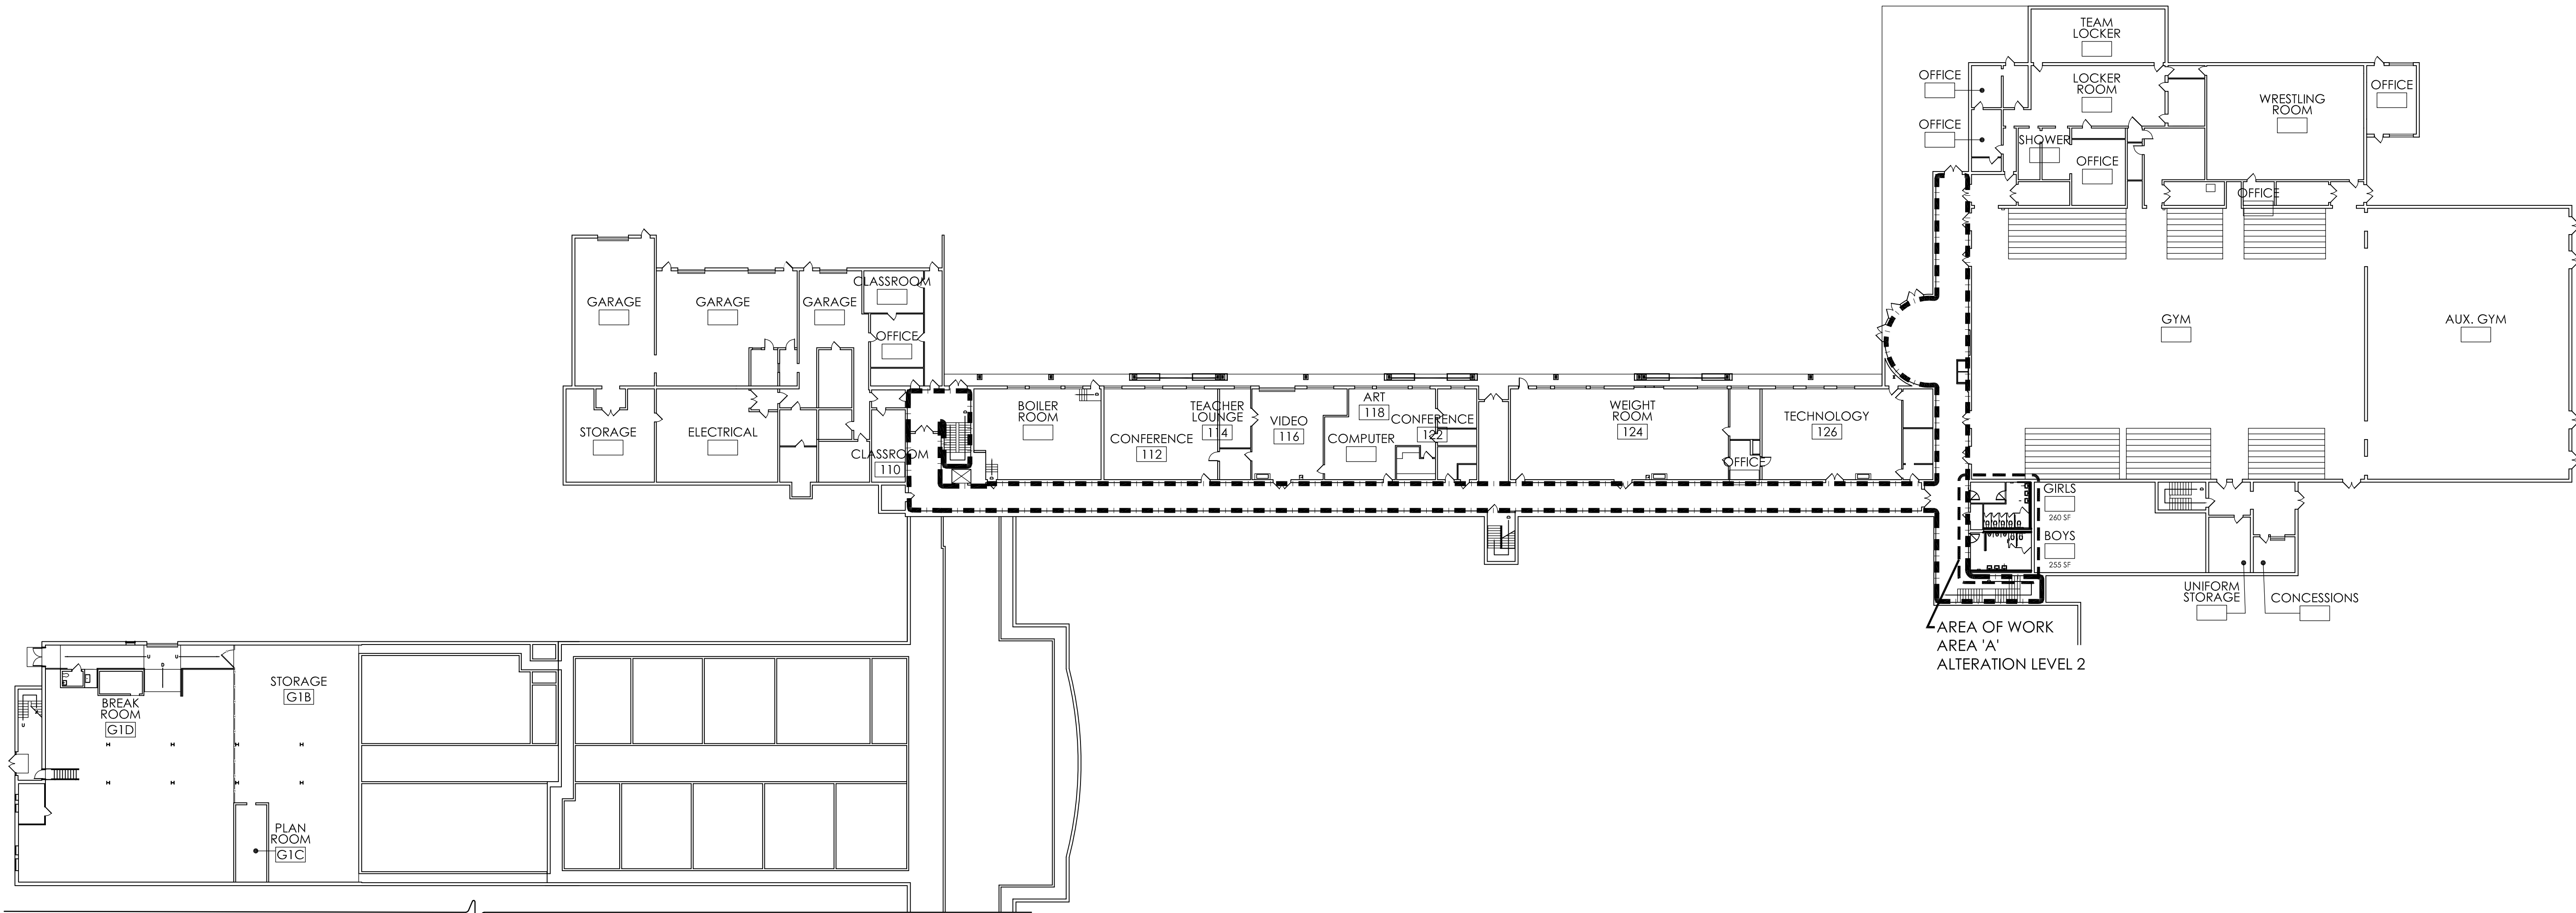 TEAM
LOCKER
OFFICE
LOCKER
ROOM
WRESTLING
ROOM
OFFICE
OFFICE
SHOWER
OFFICE
OFFICE
GARAGE
GARAGE
GARAGE
CLASSROOM
OFFICE
GYM
AUX. GYM
STORAGE
ELECTRICAL
CLASSROOM
110
BOILER
ROOM
CONFERENCE
112
TEACHER
LOUNGE
114
VIDEO
116
ART
118
COMPUTER
CONFERENCE
122
WEIGHT
ROOM
124
OFFICE
TECHNOLOGY
126
GIRLS
260 SF
BOYS
255 SF
UNIFORM
STORAGE
CONCESSIONS
AREA OF WORK
AREA 'A'
ALTERATION LEVEL 2
STORAGE
G1B
BREAK
ROOM
G1D
PLAN
ROOM
G1C
U
D
U
U